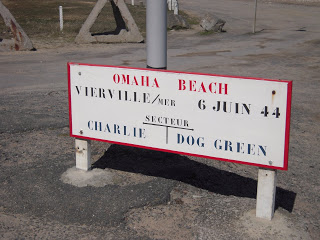 OMAHA BEACH
VIERVILLE/MER 6 JUIN 44
SECTEUR
CHARLIE DOG GREEN